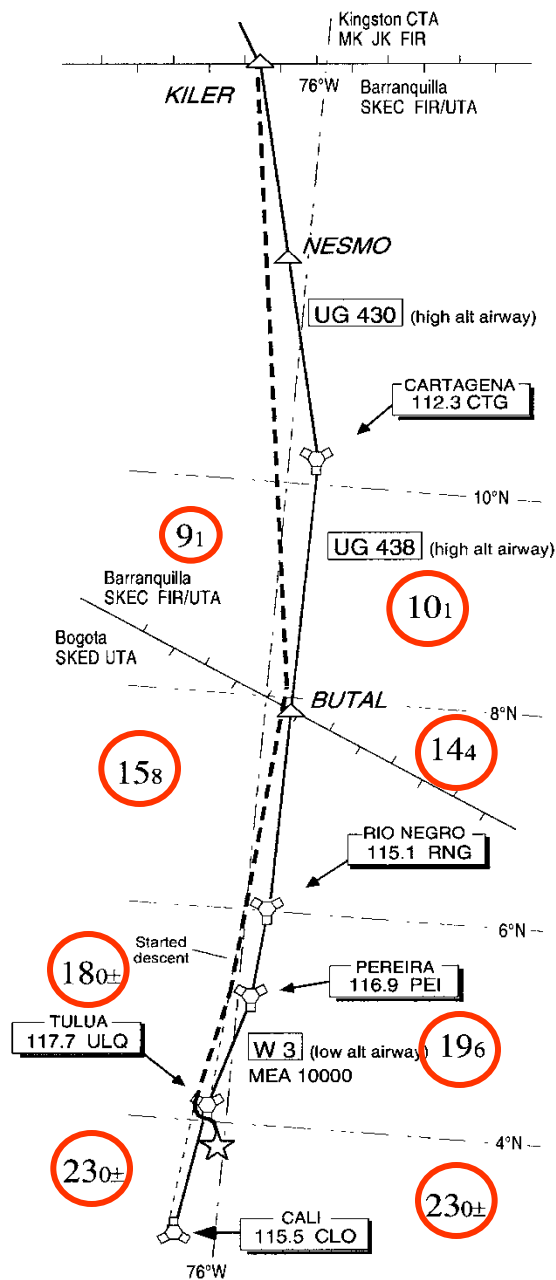 Kingston CTA
MK JK FIR
KILER
76°W
Barranquilla
SKEC FIR/UTA
NESMO
UG 430 (high alt airway)
CARTAGENA
112.3 CTG
10°N
91
UG 438 (high alt airway)
Barranquilla
SKEC FIR/UTA
101
Bogota
SKED UTA
BUTAL
8°N
144
158
RIO NEGRO
115.1 RNG
6°N
Started
descent
180±
PEREIRA
116.9 PEI
TULUA
117.7 ULQ
W 3 (low alt airway)
MEA 10000
196
4°N
230±
230±
CALI
115.5 CLO
76°W